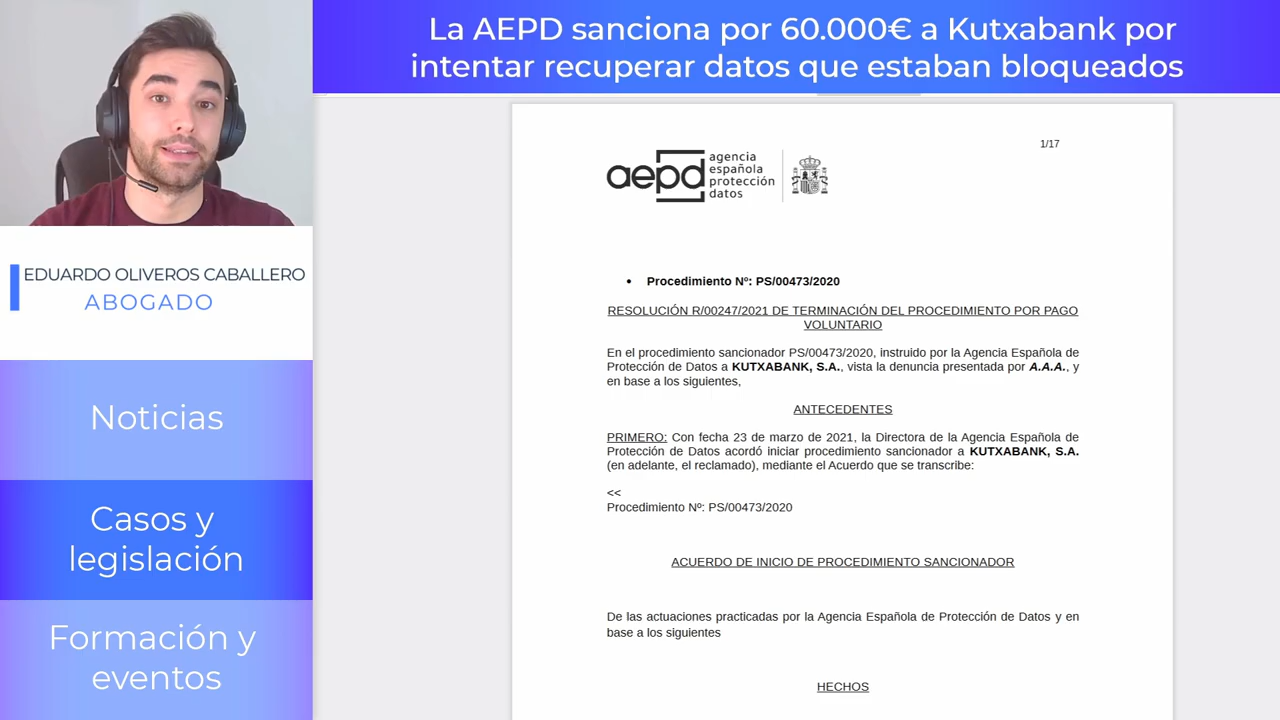 La AEPD sanciona por 60.000€ a Kutxabank por
intentar recuperar datos que estaban bloqueados
EDUARDO OLIVEROS CABALLERO
ABOGADO
Noticias
Casos y
legislación
Formación y
eventos
1/17
aepd
agencia
española
protección
datos
• Procedimiento Nº: PS/00473/2020
RESOLUCIÓN R/00247/2021 DE TERMINACIÓN DEL PROCEDIMIENTO POR PAGO
VOLUNTARIO
En el procedimiento sancionador PS/00473/2020, instruido por la Agencia Española de
Protección de Datos a KUTXABANK, S.A., vista la denuncia presentada por A.A.A., y
en base a los siguientes,
ANTECEDENTES
PRIMERO: Con fecha 23 de marzo de 2021, la Directora de la Agencia Española de
Protección de Datos acordó iniciar procedimiento sancionador a KUTXABANK, S.A.
(en adelante, el reclamado), mediante el Acuerdo que se transcribe:
<<
Procedimiento Nº: PS/00473/2020
ACUERDO DE INICIO DE PROCEDIMIENTO SANCIONADOR
De las actuaciones practicadas por la Agencia Española de Protección de Datos y en
base a los siguientes
HECHOS